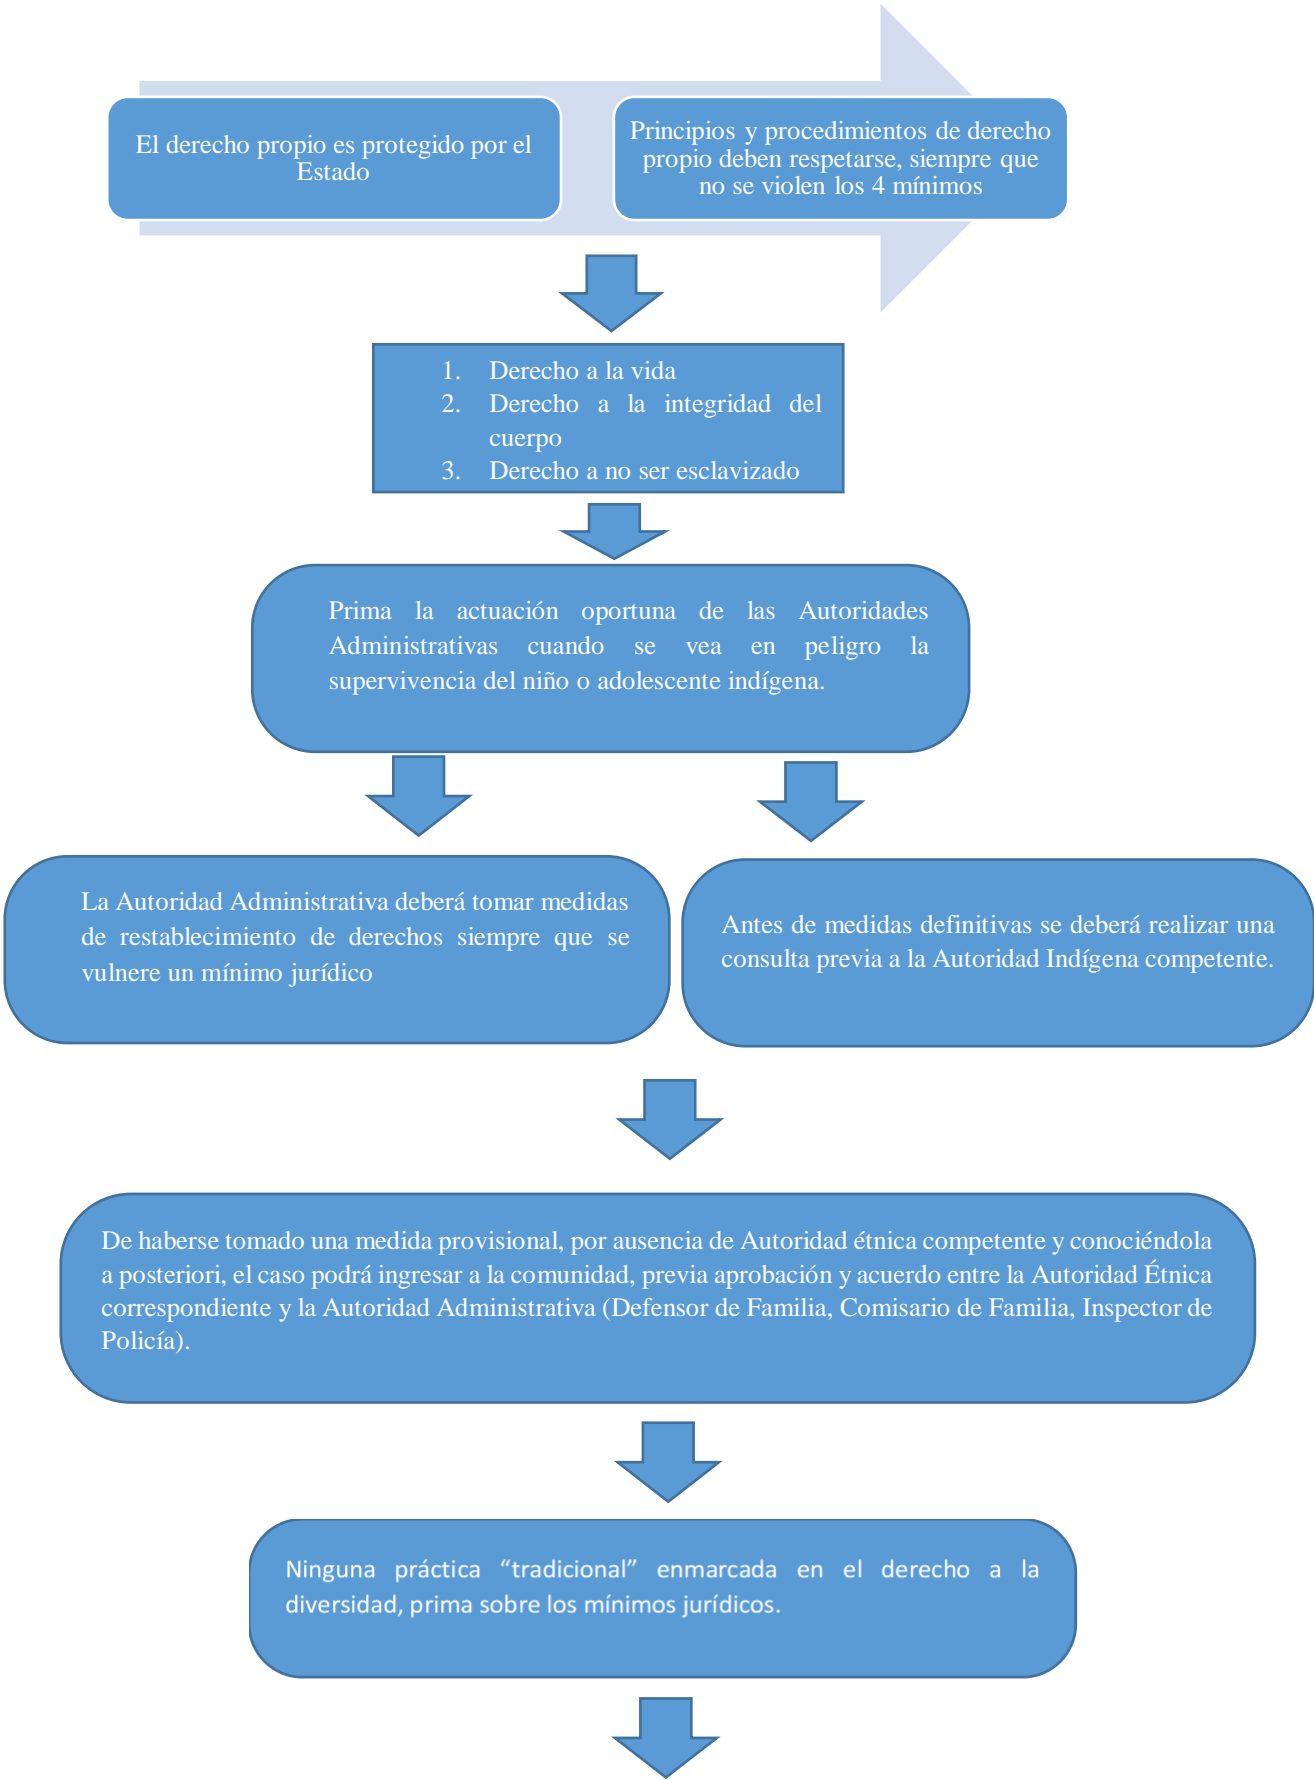 El derecho propio es protegido por el
Estado
Principios y procedimientos de derecho
propio deben respetarse, siempre que
no se violen los 4 mínimos
1. Derecho a la vida
2. Derecho a la integridad del
cuerpo
3. Derecho a no ser esclavizado
Prima la actuación oportuna de las Autoridades
Administrativas cuando se vea en peligro la
supervivencia del niño o adolescente indígena.
La Autoridad Administrativa deberá tomar medidas
de restablecimiento de derechos siempre que se
vulnere un mínimo jurídico
Antes de medidas definitivas se deberá realizar una
consulta previa a la Autoridad Indígena competente.
De haberse tomado una medida provisional, por ausencia de Autoridad étnica competente y conociéndola
a posteriori, el caso podrá ingresar a la comunidad, previa aprobación y acuerdo entre la Autoridad Étnica
correspondiente y la Autoridad Administrativa (Defensor de Familia, Comisario de Familia, Inspector de
Policía).
Ninguna práctica “tradicional” enmarcada en el derecho a la
diversidad, prima sobre los mínimos jurídicos.